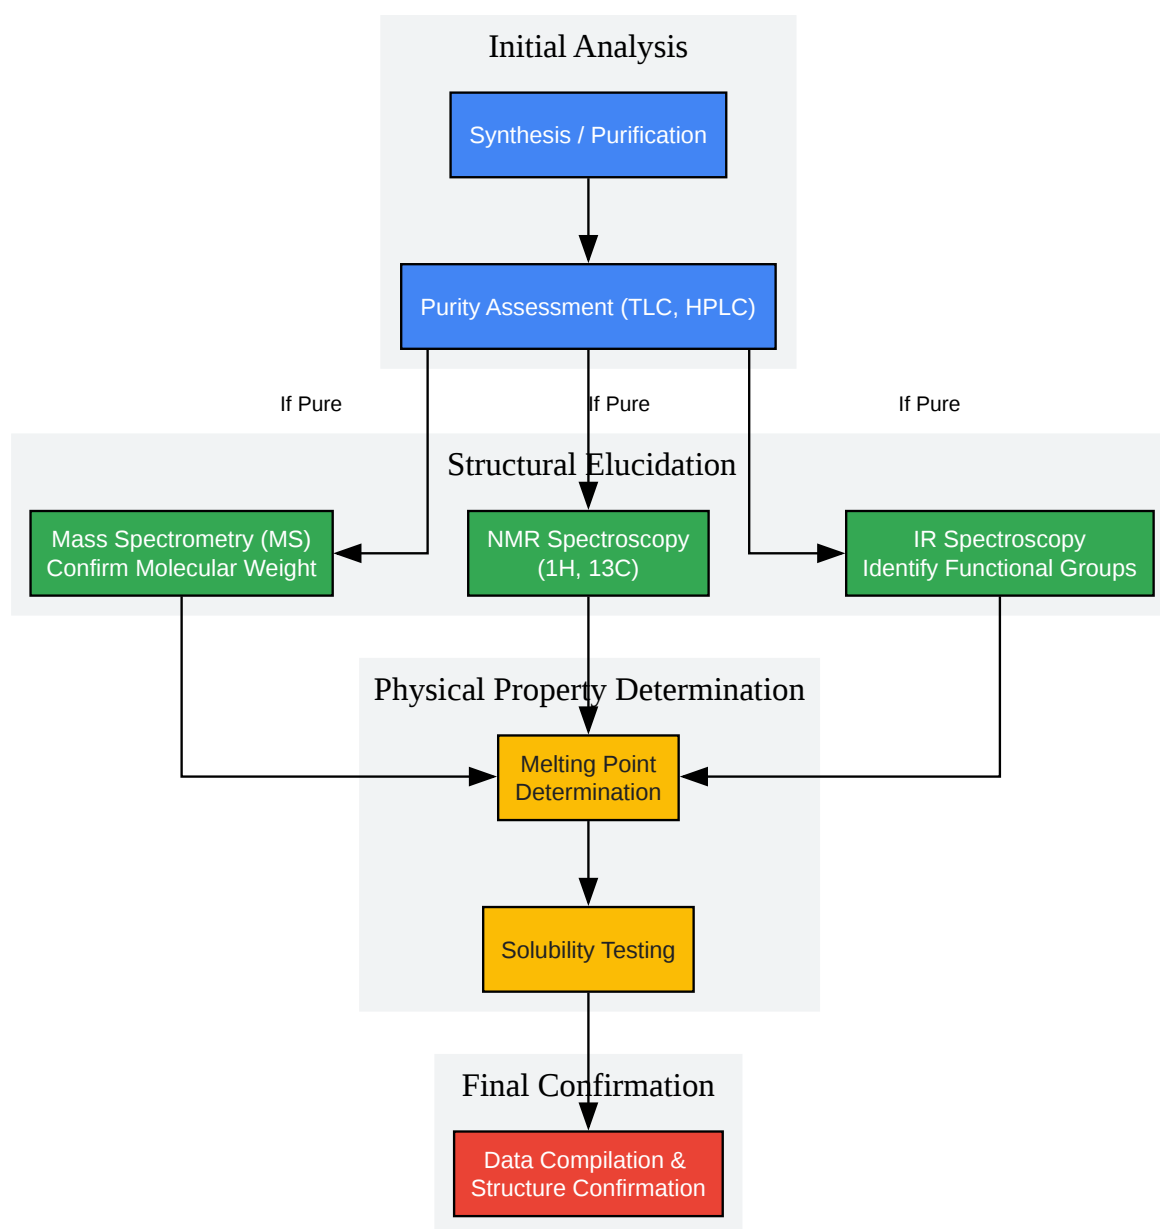 Initial Analysis
Synthesis / Purification
Purity Assessment (TLC, HPLC)
If Pure
If Pure
If Pure
Structural Elucidation
Mass Spectrometry (MS)
Confirm Molecular Weight
NMR Spectroscopy
(1H, 13C)
IR Spectroscopy
Identify Functional Groups
Physical Property Determination
Melting Point
Determination
Solubility Testing
Final Confirmation
Data Compilation &
Structure Confirmation